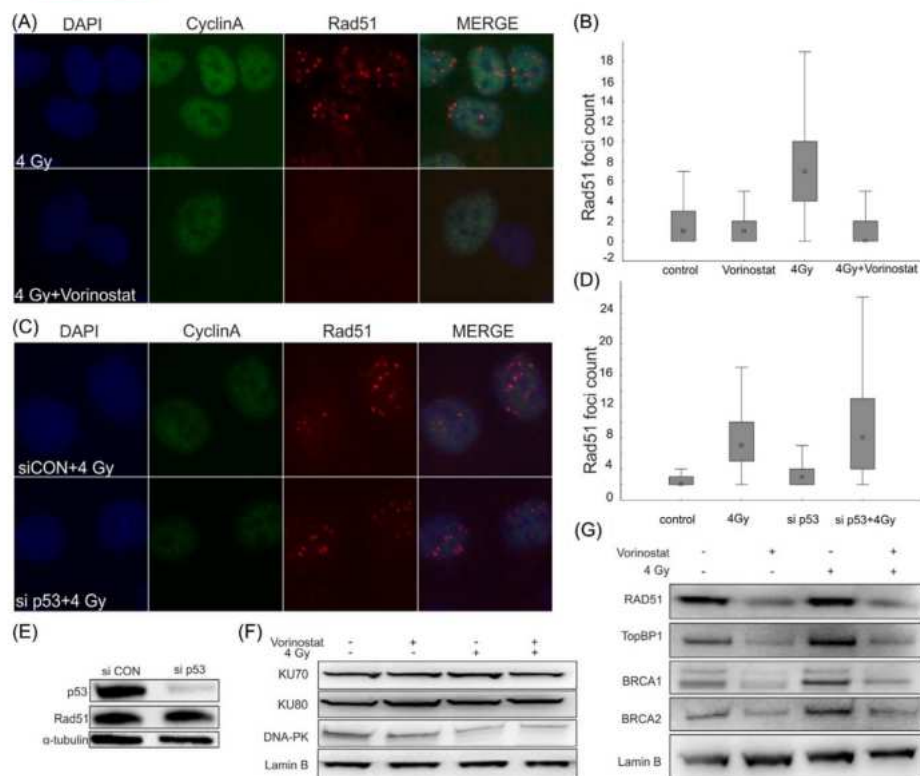 (A)
DAPI CyclinA Rad51 MERGE
4 Gy
4 Gy+Vorinostat
(B)
Rad51 foci count
18
16
14
12
10
8
6
4
2
0
-2
control Vorinostat 4Gy 4Gy+Vorinostat
(C)
DAPI CyclinA Rad51 MERGE
siCON+4 Gy
si p53+4 Gy
(D)
Rad51 foci count
24
20
16
12
8
4
0
control 4Gy si p53 si p53+4Gy
(E)
si CON si p53
p53
Rad51
α-tubulin
(F)
Vorinostat - + - +
4 Gy - - + +
KU70
KU80
DNA-PK
Lamin B
(G)
Vorinostat - + - +
4 Gy - - + +
RAD51
TopBP1
BRCA1
BRCA2
Lamin B